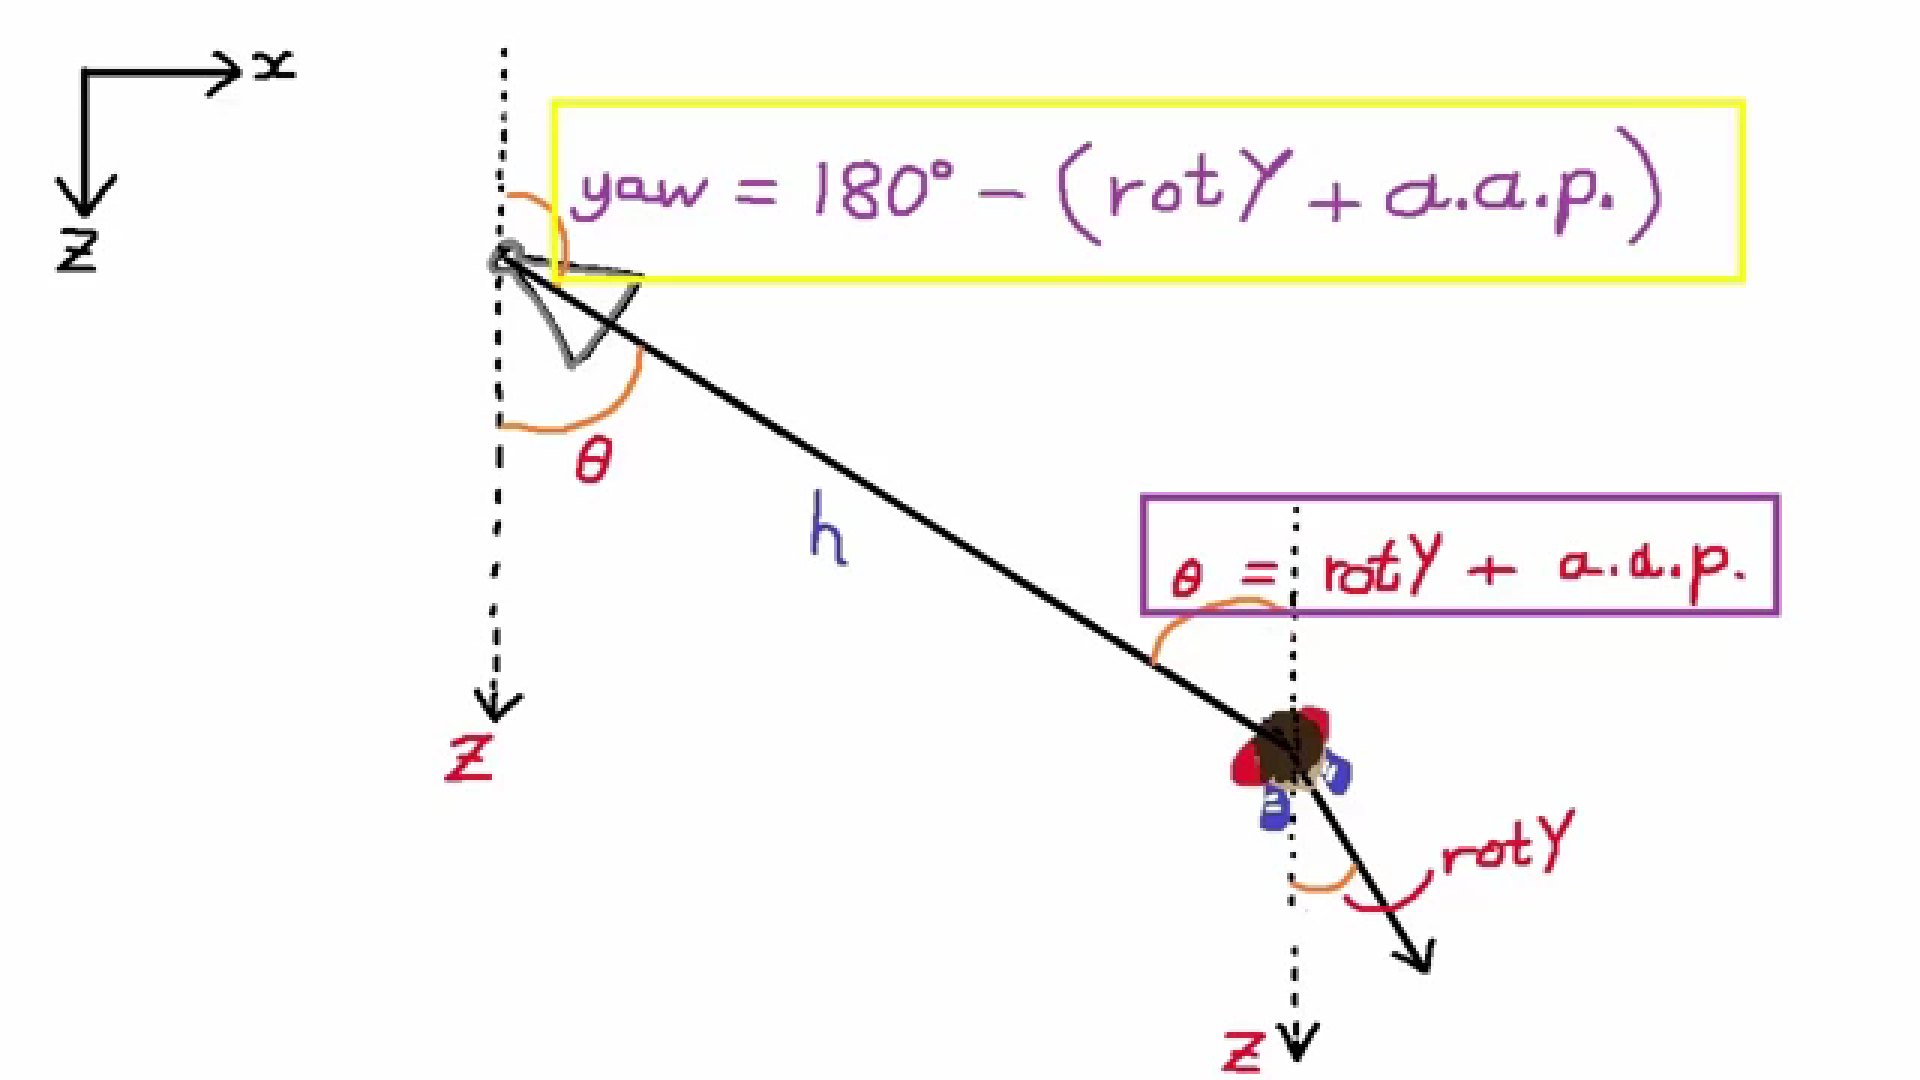 x
z
yaw = 180° - (rotY + a.a.p.)
θ
h
θ = rotY + a.a.p.
z
rotY
z